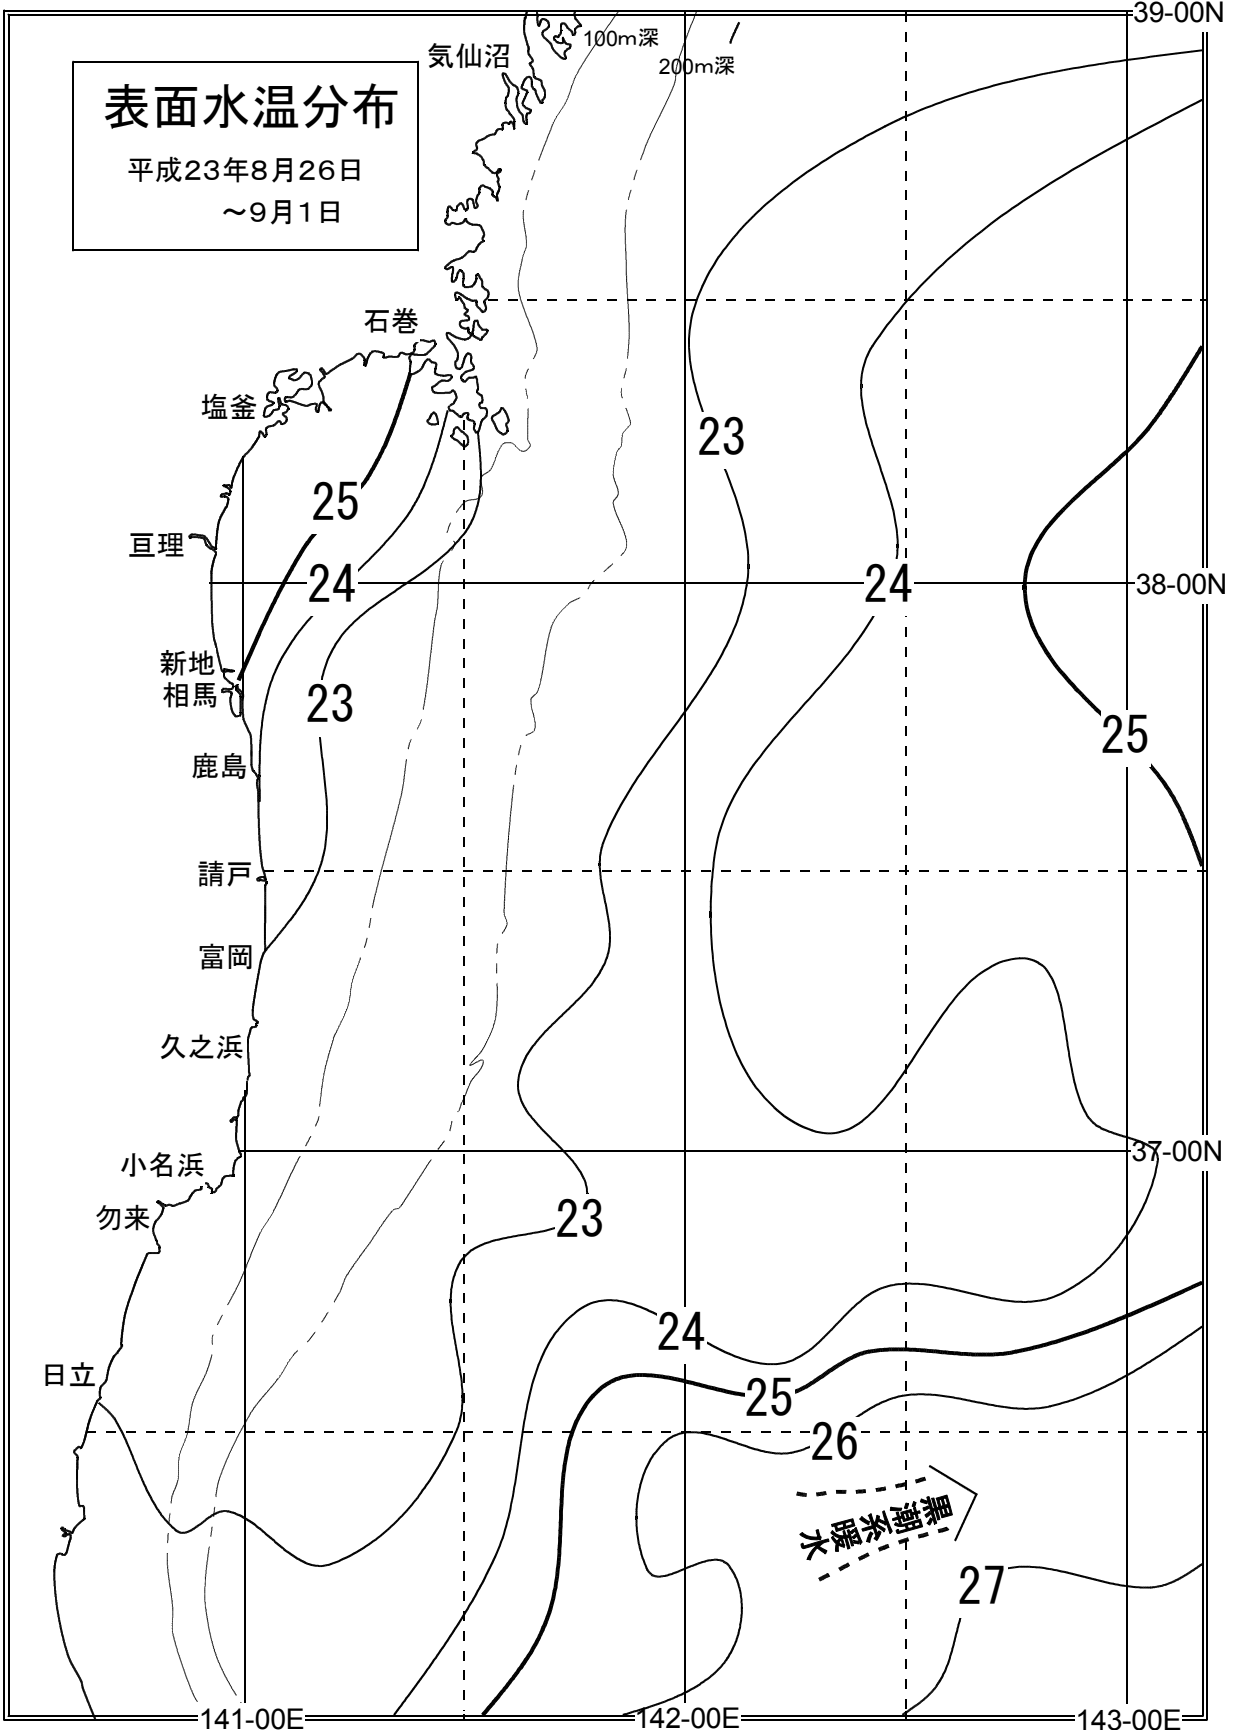 39-00N
100m深
気仙沼
200m深
表面水温分布
平成23年8月26日
～9月1日
石巻
塩釜
23
25
亘理
24
24
38-00N
新地
相馬
23
25
鹿島
請戸
富岡
久之浜
37-00N
小名浜
勿来
23
24
日立
25
26
黒潮系暖水
27
141-00E
142-00E
143-00E